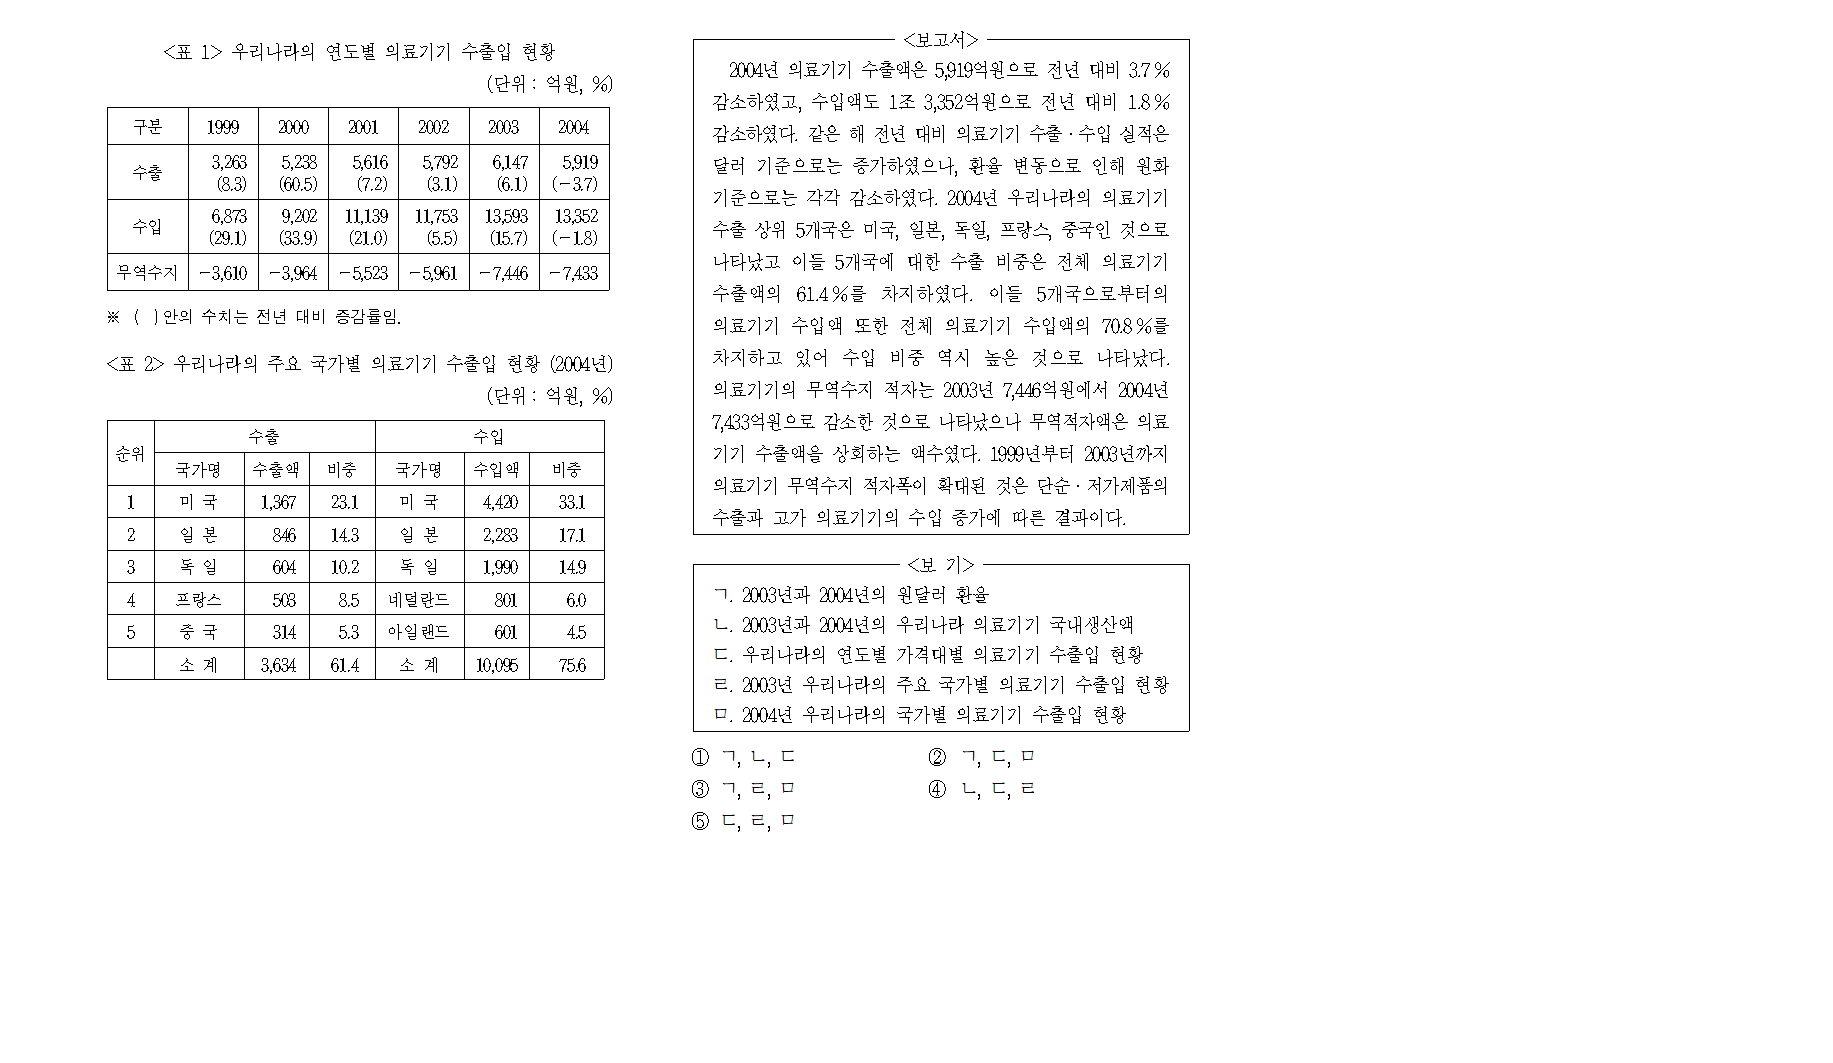 <표 1> 우리나라의 연도별 의료기기 수출입 현황
(단위 : 억원, %)
구분 1999 2000 2001 2002 2003 2004
수출 3,263 5,238 5,616 5,792 6,147 5,919
(8.3) (60.5) (7.2) (3.1) (6.1) (-3.7)
수입 6,873 9,202 11,139 11,753 13,593 13,352
(29.1) (33.9) (21.0) (5.5) (15.7) (-1.8)
무역수지 -3,610 -3,964 -5,523 -5,961 -7,446 -7,433
※ ( )안의 수치는 전년 대비 증감률임.
<표 2> 우리나라의 주요 국가별 의료기기 수출입 현황 (2004년)
(단위 : 억원, %)
순위 수출 수입
국가명 수출액 비중 국가명 수입액 비중
1 미 국 1,367 23.1 미 국 4,420 33.1
2 일 본 846 14.3 일 본 2,283 17.1
3 독 일 604 10.2 독 일 1,990 14.9
4 프랑스 503 8.5 네덜란드 801 6.0
5 중 국 314 5.3 아일랜드 601 4.5
소 계 3,634 61.4 소 계 10,095 75.6
<보고서>
2004년 의료기기 수출액은 5,919억원으로 전년 대비 3.7%
감소하였고, 수입액도 1조 3,352억원으로 전년 대비 1.8%
감소하였다. 같은 해 전년 대비 의료기기 수출·수입 실적은
달러 기준으로는 증가하였으나, 환율 변동으로 인해 원화
기준으로는 각각 감소하였다. 2004년 우리나라의 의료기기
수출 상위 5개국은 미국, 일본, 독일, 프랑스, 중국인 것으로
나타났고 이들 5개국에 대한 수출 비중은 전체 의료기기
수출액의 61.4%를 차지하였다. 이들 5개국으로부터의
의료기기 수입액 또한 전체 의료기기 수입액의 70.8%를
차지하고 있어 수입 비중 역시 높은 것으로 나타났다.
의료기기의 무역수지 적자는 2003년 7,446억원에서 2004년
7,433억원으로 감소한 것으로 나타났으나 무역적자액은 의료
기기 수출액을 상회하는 액수였다. 1999년부터 2003년까지
의료기기 무역수지 적자폭이 확대된 것은 단순·저가제품의
수출과 고가 의료기기의 수입 증가에 따른 결과이다.
<보 기>
ㄱ. 2003년과 2004년의 원달러 환율
ㄴ. 2003년과 2004년의 우리나라 의료기기 국내생산액
ㄷ. 우리나라의 연도별 가격대별 의료기기 수출입 현황
ㄹ. 2003년 우리나라의 주요 국가별 의료기기 수출입 현황
ㅁ. 2004년 우리나라의 국가별 의료기기 수출입 현황
① ㄱ, ㄴ, ㄷ ② ㄱ, ㄷ, ㅁ
③ ㄱ, ㄹ, ㅁ ④ ㄴ, ㄷ, ㄹ
⑤ ㄷ, ㄹ, ㅁ